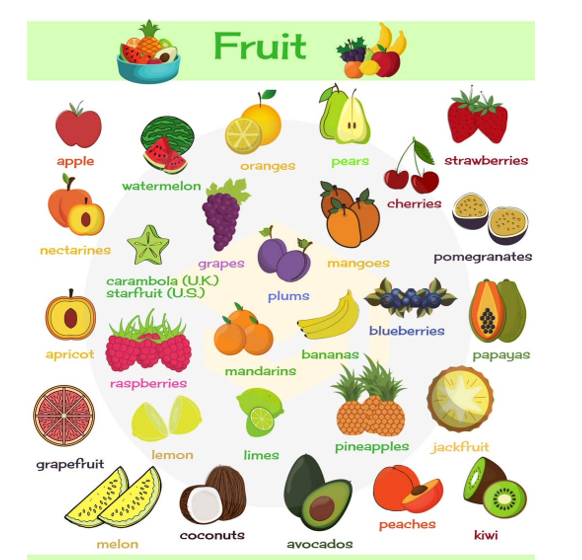 Fruit
apple
watermelon
oranges
pears
strawberries
cherries
nectarines
grapes
mangoes
pomegranates
carambola (U.K.)
starfruit (U.S.)
plums
blueberries
apricot
raspberries
mandarins
bananas
papayas
grapefruit
lemon
limes
pineapples
jackfruit
melon
coconuts
avocados
peaches
kiwi